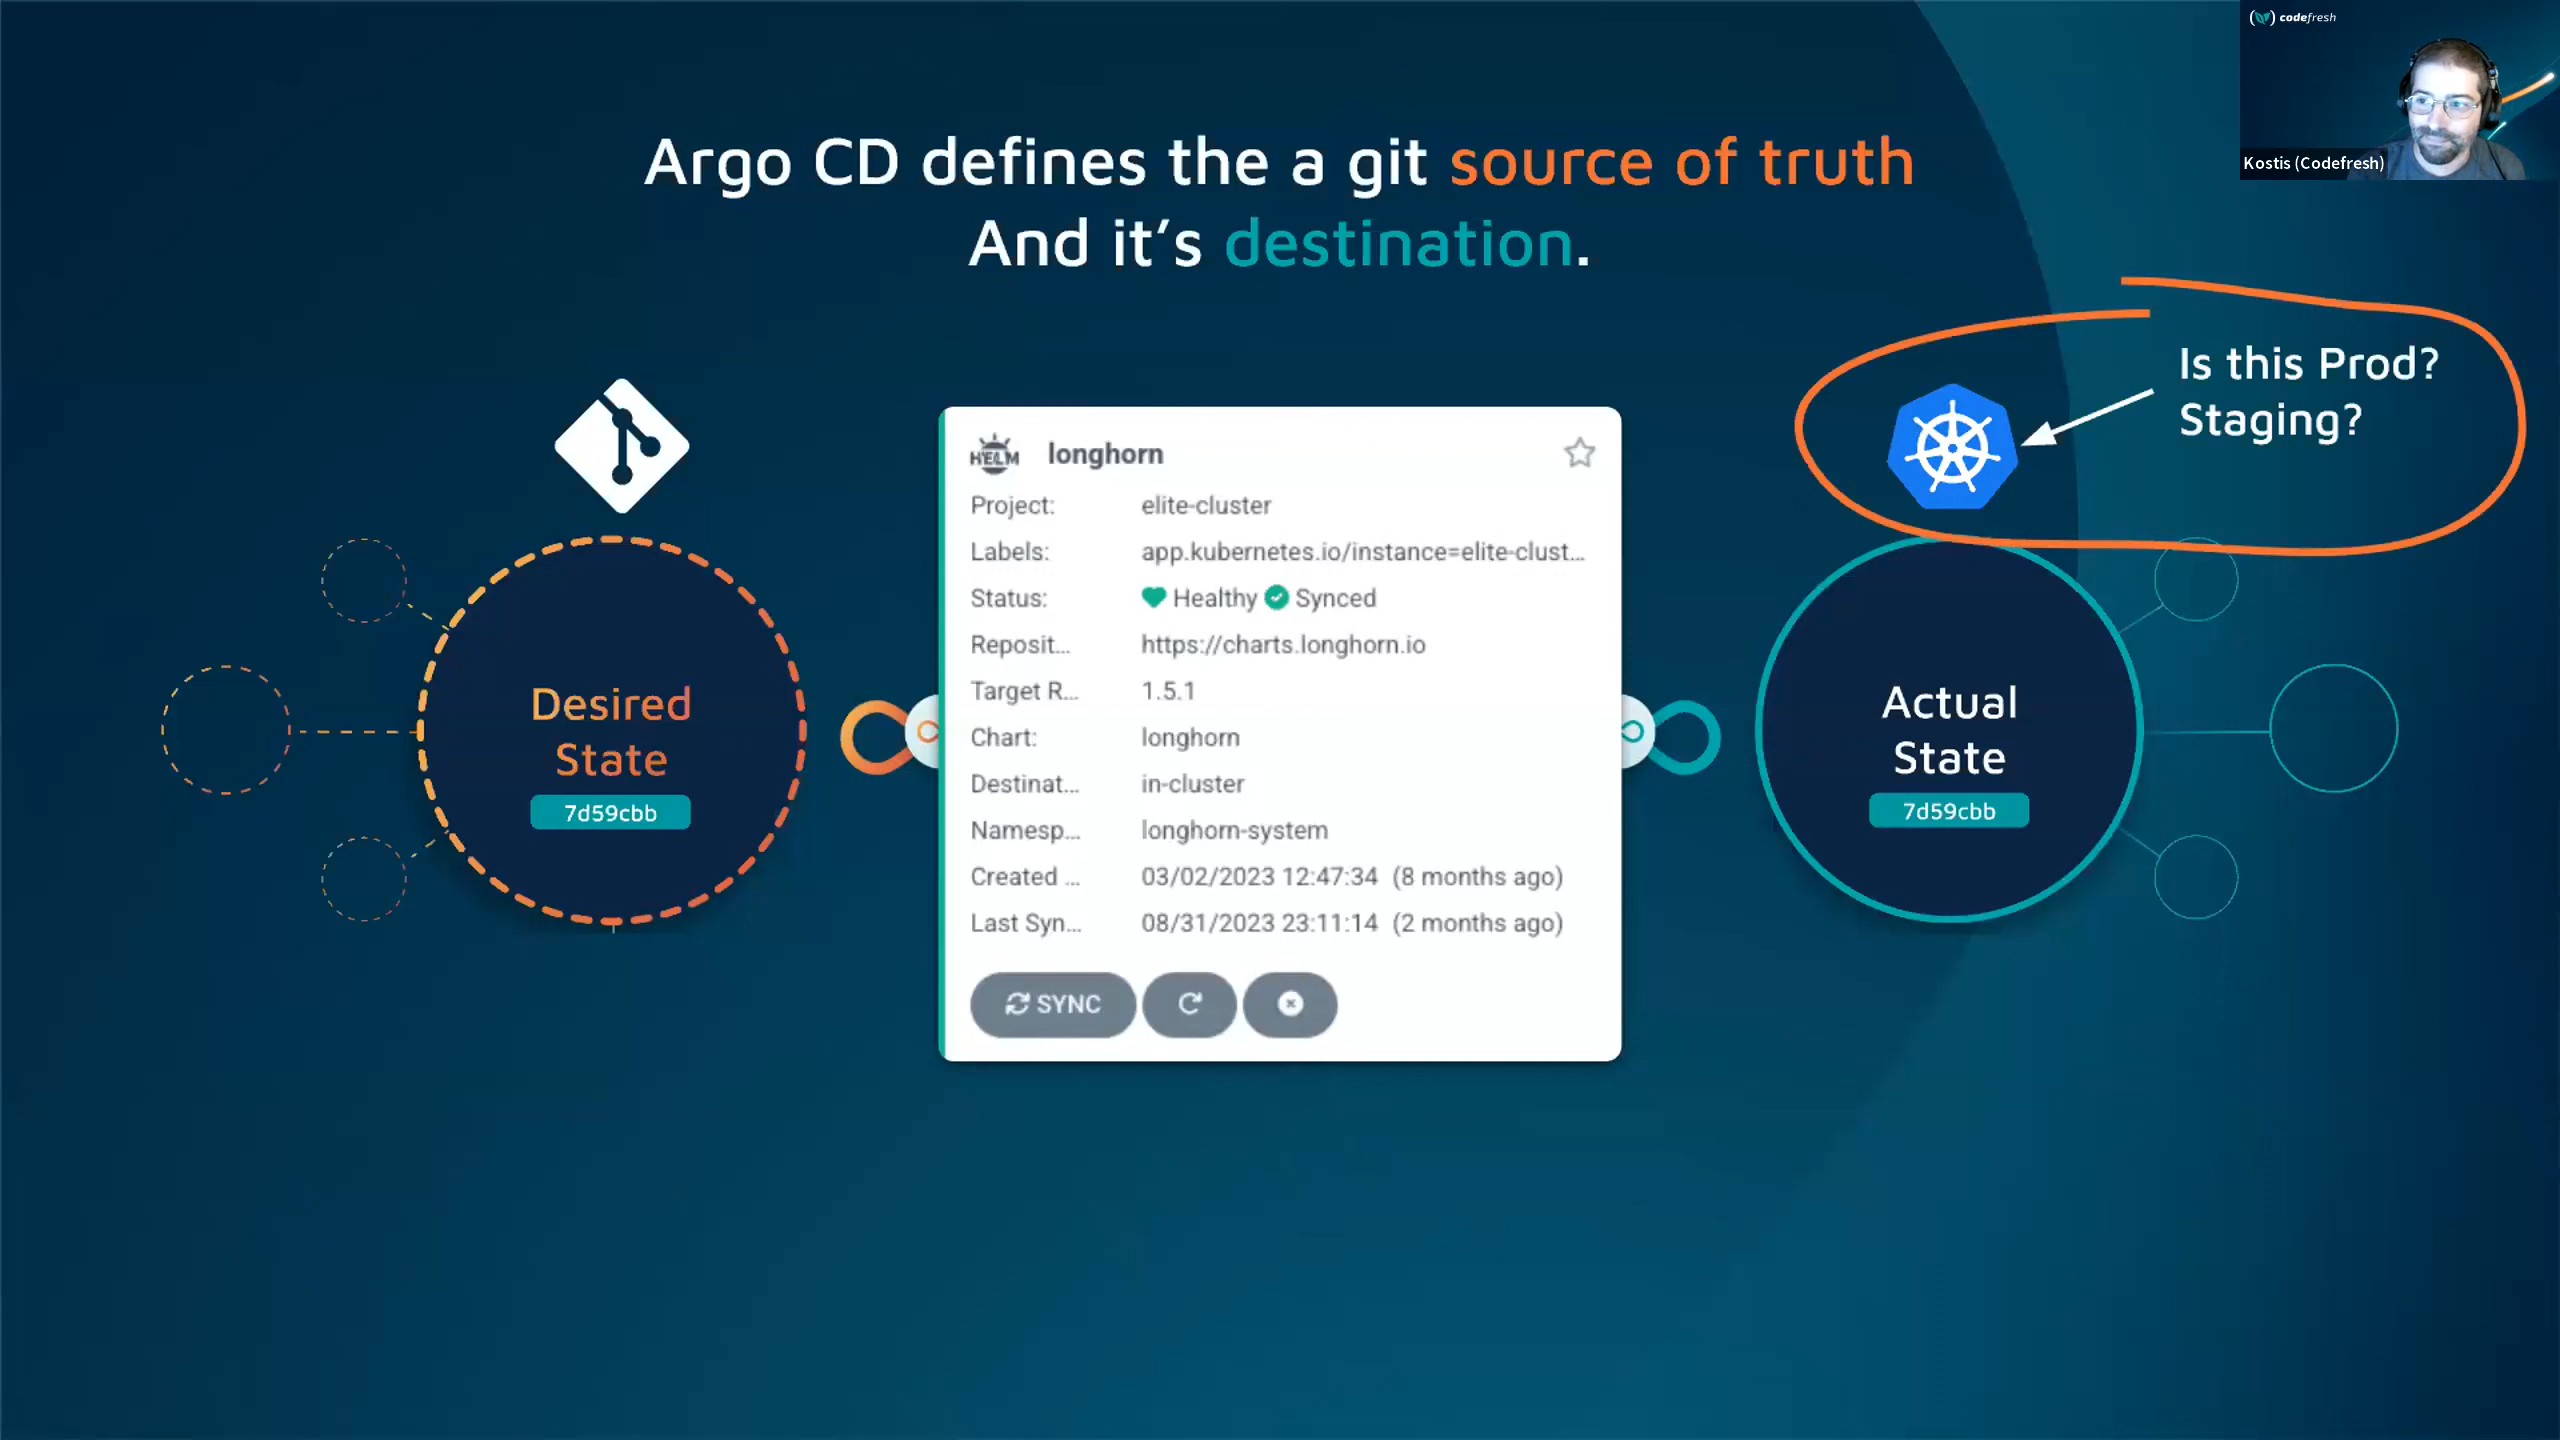 codefresh
Kostis (Codefresh)
Argo CD defines the a git source of truth
And it's destination.
Is this Prod?
Staging?
HELM
longhorn
Project: elite-cluster
Labels: app.kubernetes.io/instance=elite-clust...
Status: Healthy Synced
Reposit... https://charts.longhorn.io
Target R... 1.5.1
Chart: longhorn
Destinat... in-cluster
Namesp... longhorn-system
Created ... 03/02/2023 12:47:34 (8 months ago)
Last Syn... 08/31/2023 23:11:14 (2 months ago)
SYNC
Desired
State
7d59cbb
Actual
State
7d59cbb